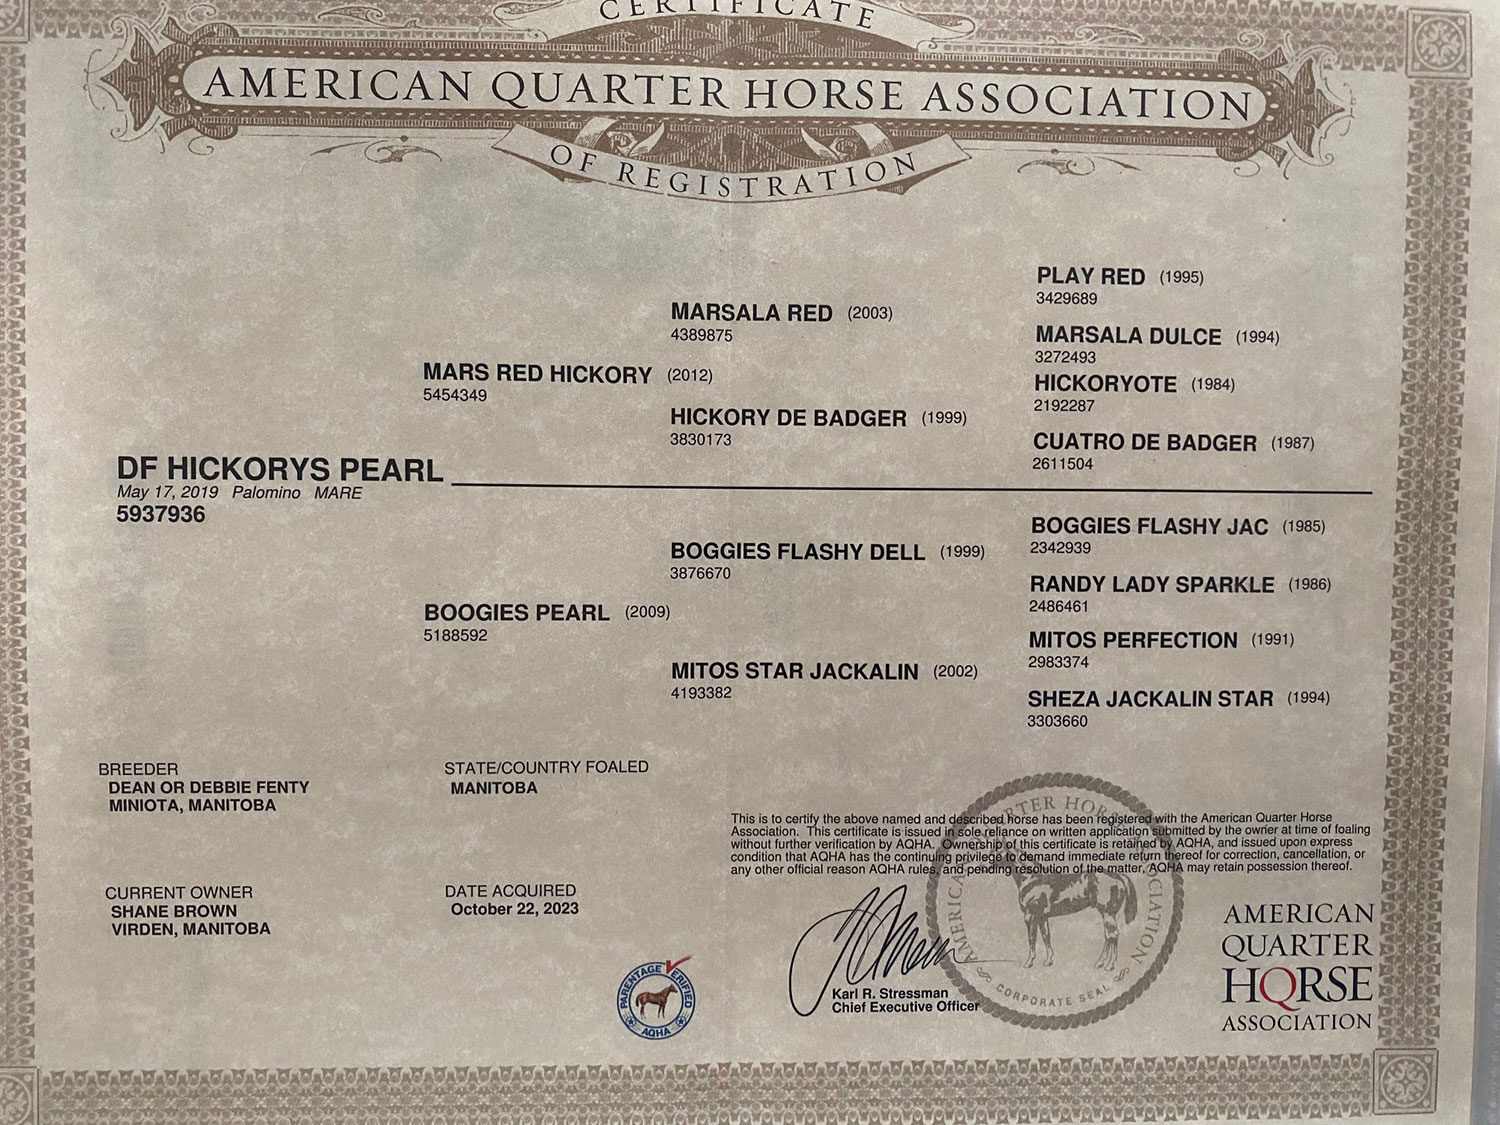 CERTIFICATE
AMERICAN QUARTER HORSE ASSOCIATION
OF REGISTRATION
PLAY RED (1995)
3429689
MARSALA RED (2003)
4389875
MARSALA DULCE (1994)
3272493
MARS RED HICKORY (2012)
5454349
HICKORYOTE (1984)
2192287
HICKORY DE BADGER (1999)
3830173
CUATRO DE BADGER (1987)
2611504
DF HICKORYS PEARL
May 17, 2019 Palomino MARE
5937936
BOGGIES FLASHY JAC (1985)
2342939
BOGGIES FLASHY DELL (1999)
3876670
RANDY LADY SPARKLE (1986)
2486461
BOOGIES PEARL (2009)
5188592
MITOS PERFECTION (1991)
2983374
MITOS STAR JACKALIN (2002)
4193382
SHEZA JACKALIN STAR (1994)
3303660
BREEDER
DEAN OR DEBBIE FENTY
MINIOTA, MANITOBA
STATE/COUNTRY FOALED
MANITOBA
This is to certify the above named and described horse has been registered with the American Quarter Horse
Association. This certificate is issued in sole reliance on written application submitted by the owner at time of foaling
without further verification by AQHA. Ownership of this certificate is retained by AQHA, and issued upon express
condition that AQHA has the continuing privilege to demand immediate return thereof for correction, cancellation, or
any other official reason AQHA rules, and pending resolution of the matter, AQHA may retain possession thereof.
CURRENT OWNER
SHANE BROWN
VIRDEN, MANITOBA
DATE ACQUIRED
October 22, 2023
PARENTAGE VERIFIED
AQHA
Karl R. Stressman
Chief Executive Officer
AMERICAN QUARTER HORSE ASSOCIATION
CORPORATE SEAL
AMERICAN
QUARTER
HORSE
ASSOCIATION